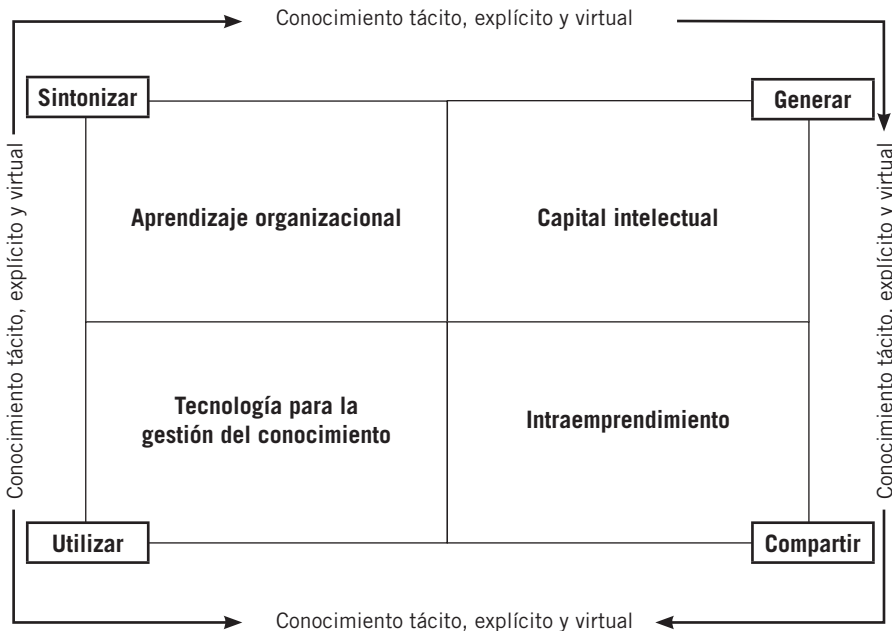 Conocimiento tácito, explícito y virtual
Sintonizar
Generar
Conocimiento tácito, explícito y virtual
Conocimiento tácito, explícito y virtual
Aprendizaje organizacional
Capital intelectual
Tecnología para la
gestión del conocimiento
Intraemprendimiento
Utilizar
Compartir
Conocimiento tácito, explícito y virtual